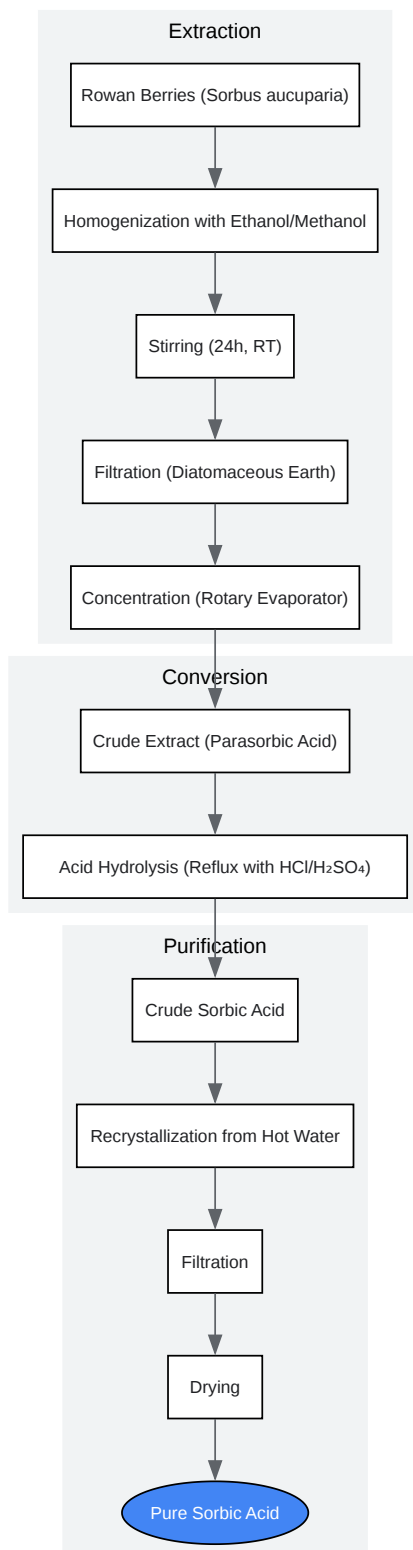 Extraction
Rowan Berries (Sorbus aucuparia)
Homogenization with Ethanol/Methanol
Stirring (24h, RT)
Filtration (Diatomaceous Earth)
Concentration (Rotary Evaporator)
Conversion
Crude Extract (Parasorbic Acid)
Acid Hydrolysis (Reflux with HCl/H₂SO₄)
Purification
Crude Sorbic Acid
Recrystallization from Hot Water
Filtration
Drying
Pure Sorbic Acid